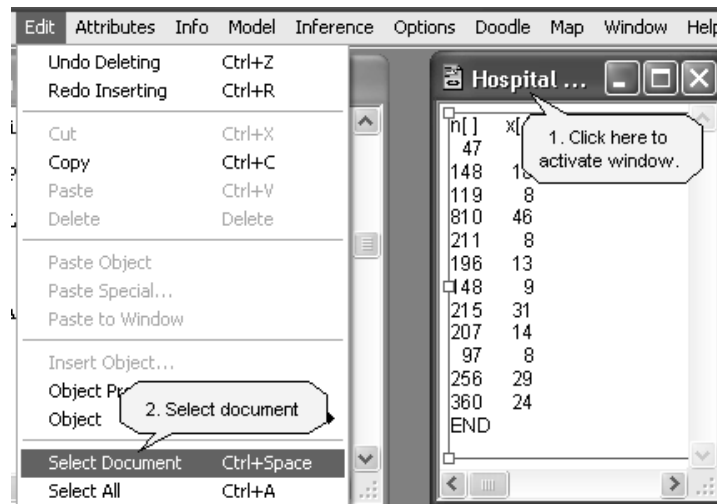 Edit Attributes Info Model Inference Options Doodle Map Window Help
Undo Deleting Ctrl+Z
Redo Inserting Ctrl+R
Cut Ctrl+X
Copy Ctrl+C
Paste Ctrl+V
Delete Delete
Paste Object
Paste Special...
Paste to Window
Insert Object...
Object
2. Select document
Select Document Ctrl+Space
Select All Ctrl+A
Hospital ...
1. Click here to
activate window.
n[] x[
47
148
119 8
810 46
211 8
196 13
148 9
215 31
207 14
97 8
256 29
360 24
END